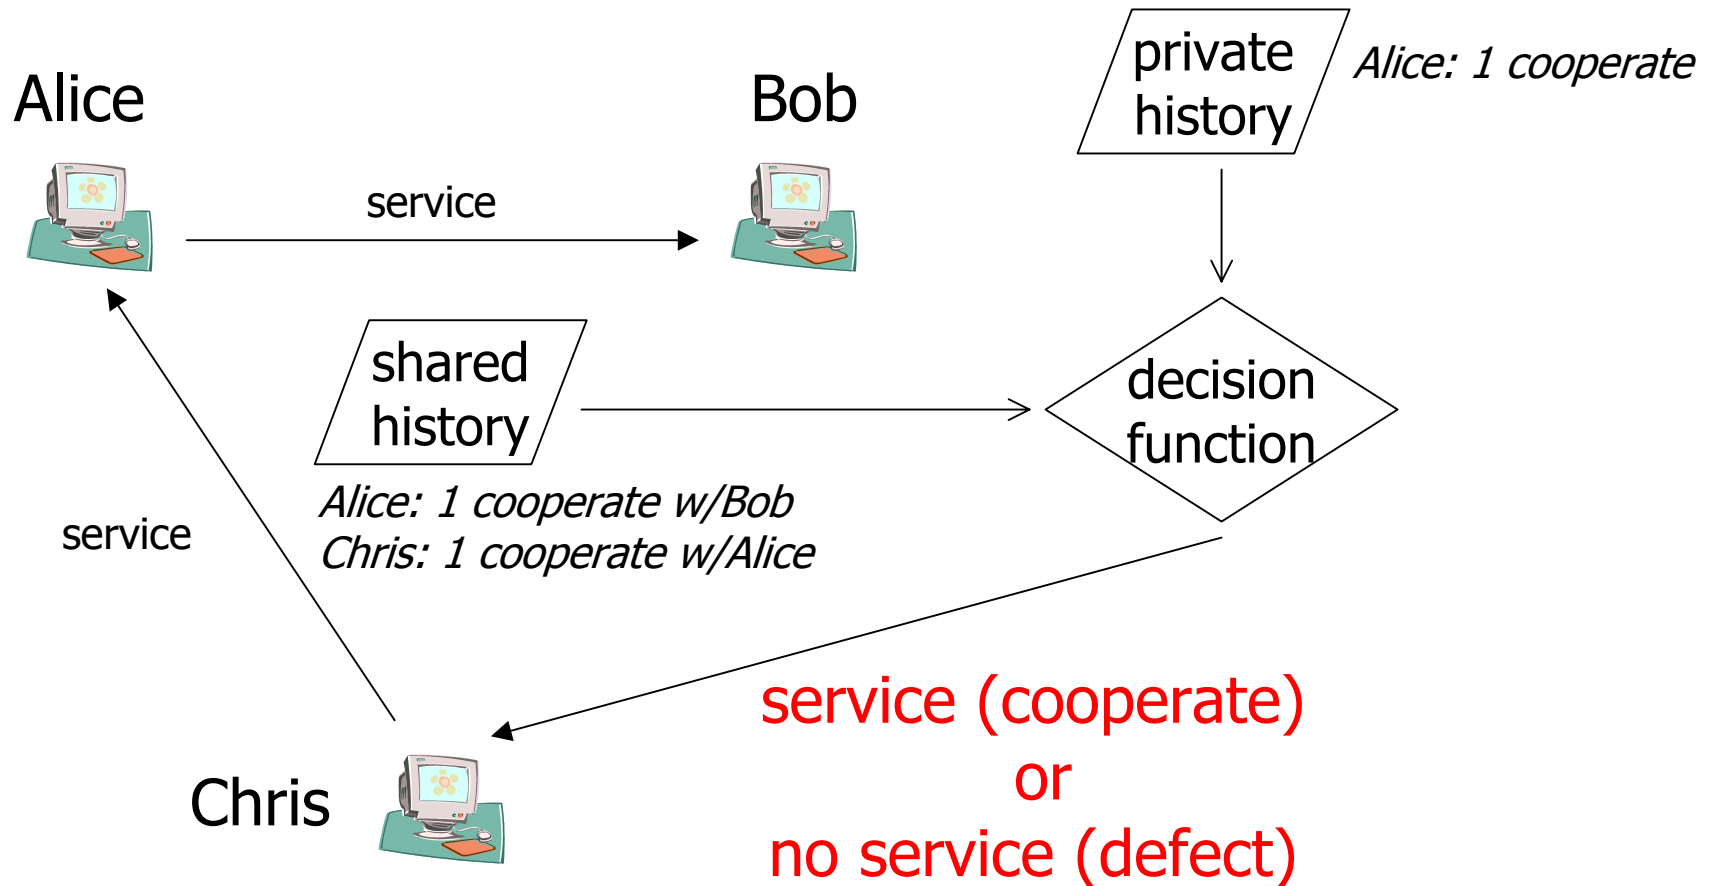 Alice
Bob
private
history
Alice: 1 cooperate
service
shared
history
Alice: 1 cooperate w/Bob
Chris: 1 cooperate w/Alice
decision
function
service
service (cooperate)
or
no service (defect)
Chris